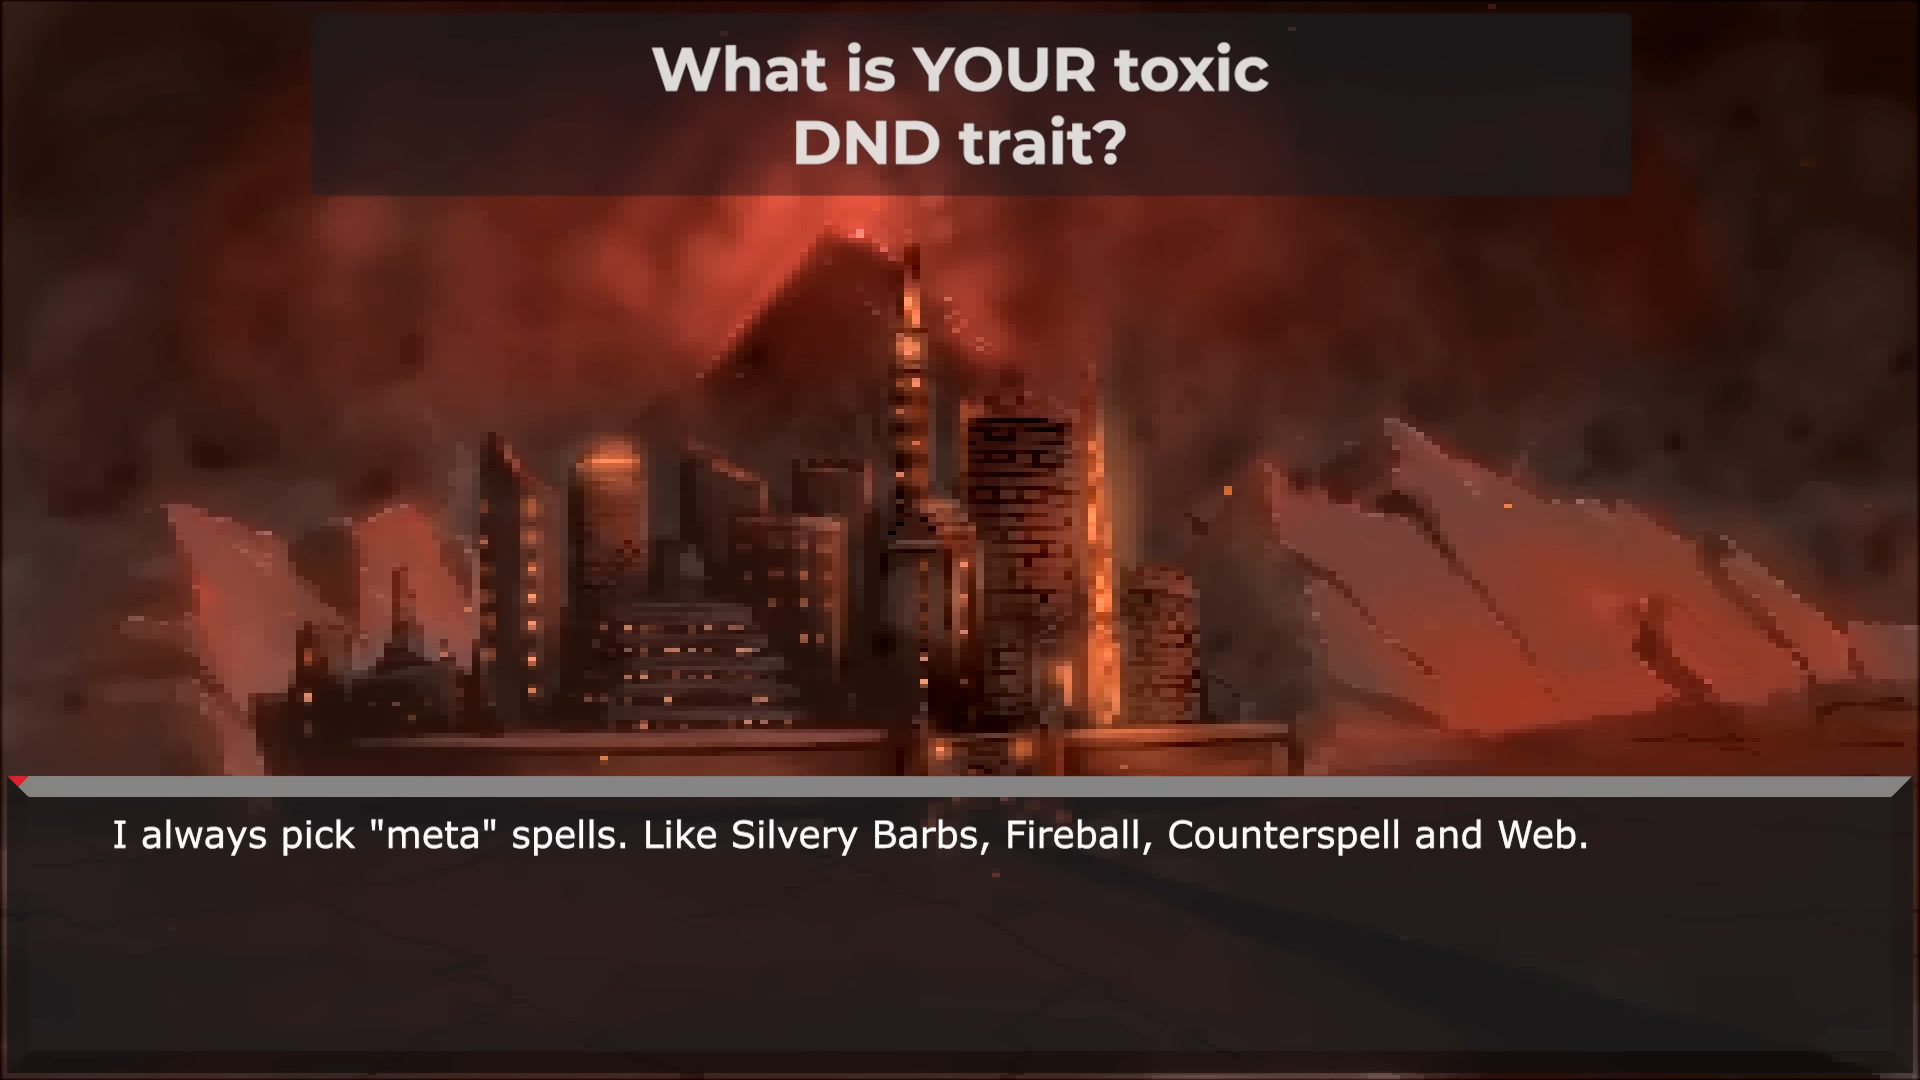 What is YOUR toxic
DND trait?
I always pick "meta" spells. Like Silvery Barbs, Fireball, Counterspell and Web.